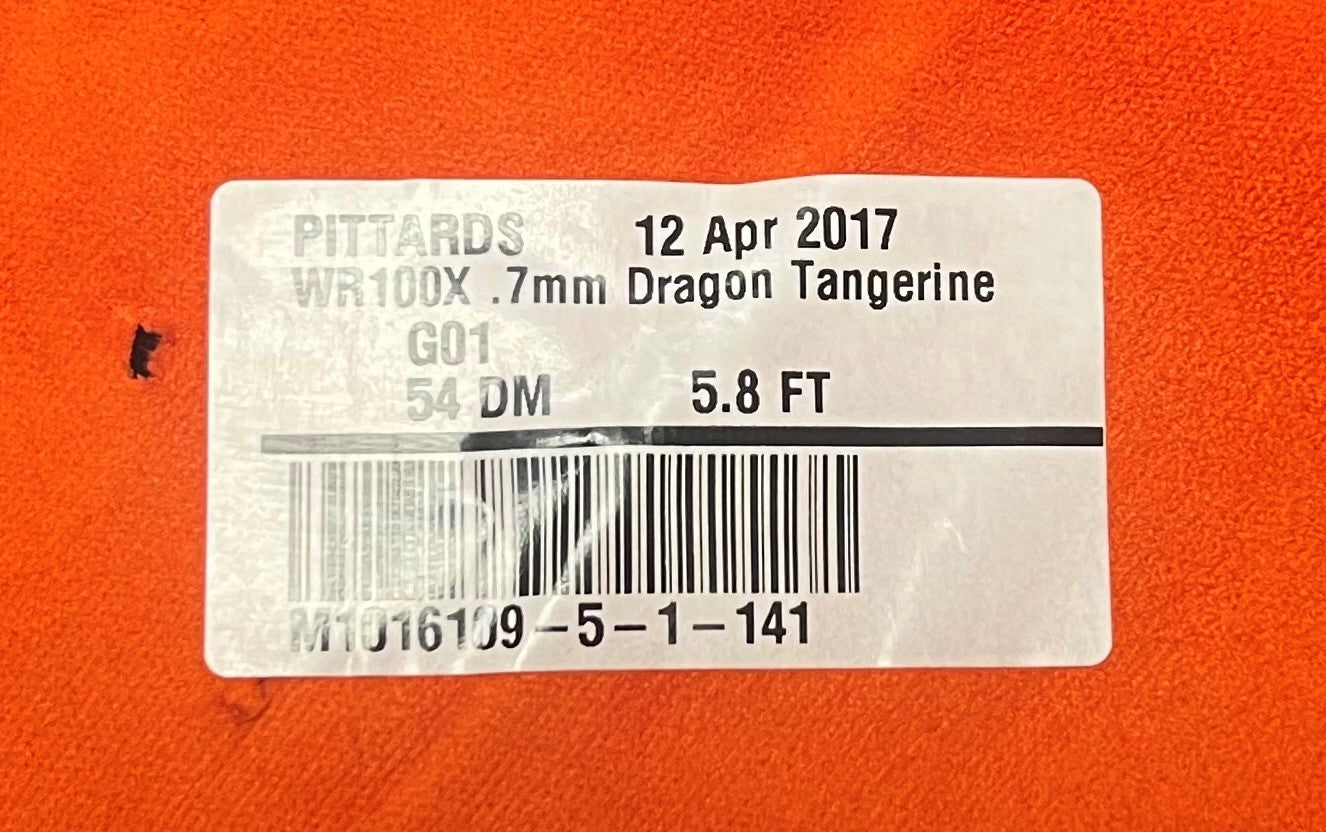 PITTARDS 12 Apr 2017
WR100X .7mm Dragon Tangerine
G01
54 DM 5.8 FT
M1016109-5-1-141